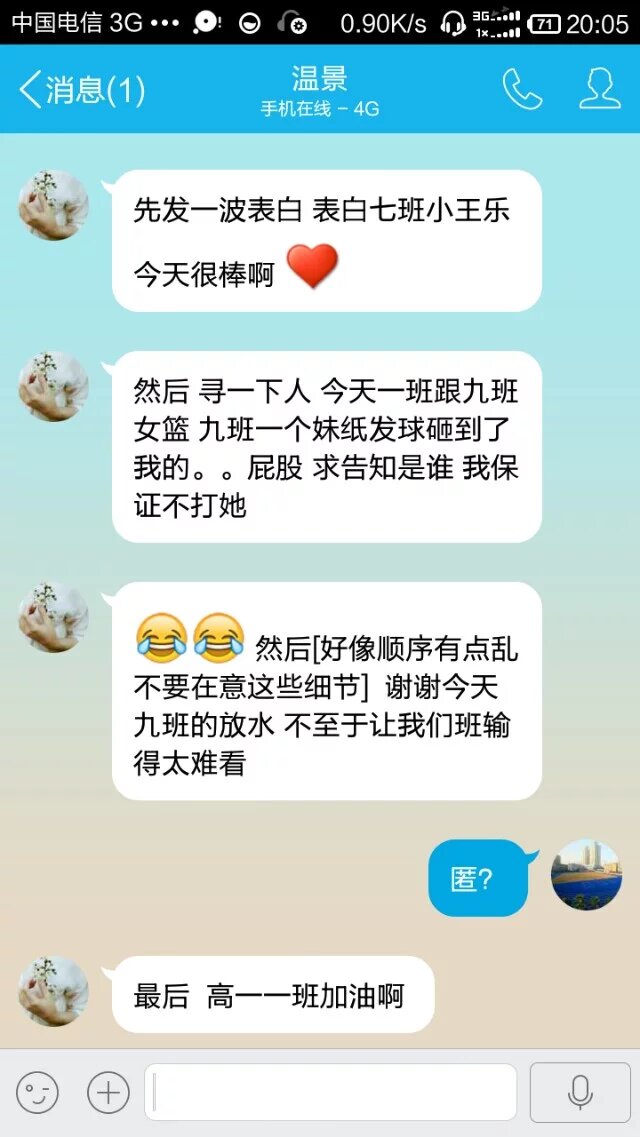 中国电信 3G ••• 0.90K/s 3G 1x 71 20:05
消息(1)
温景
手机在线 – 4G
先发一波表白 表白七班小王乐
今天很棒啊
然后 寻一下人 今天一班跟九班
女篮 九班一个妹纸发球砸到了
我的。。屁股 求告知是谁 我保
证不打她
然后[好像顺序有点乱
不要在意这些细节] 谢谢今天
九班的放水 不至于让我们班输
得太难看
匿?
最后 高一一班加油啊